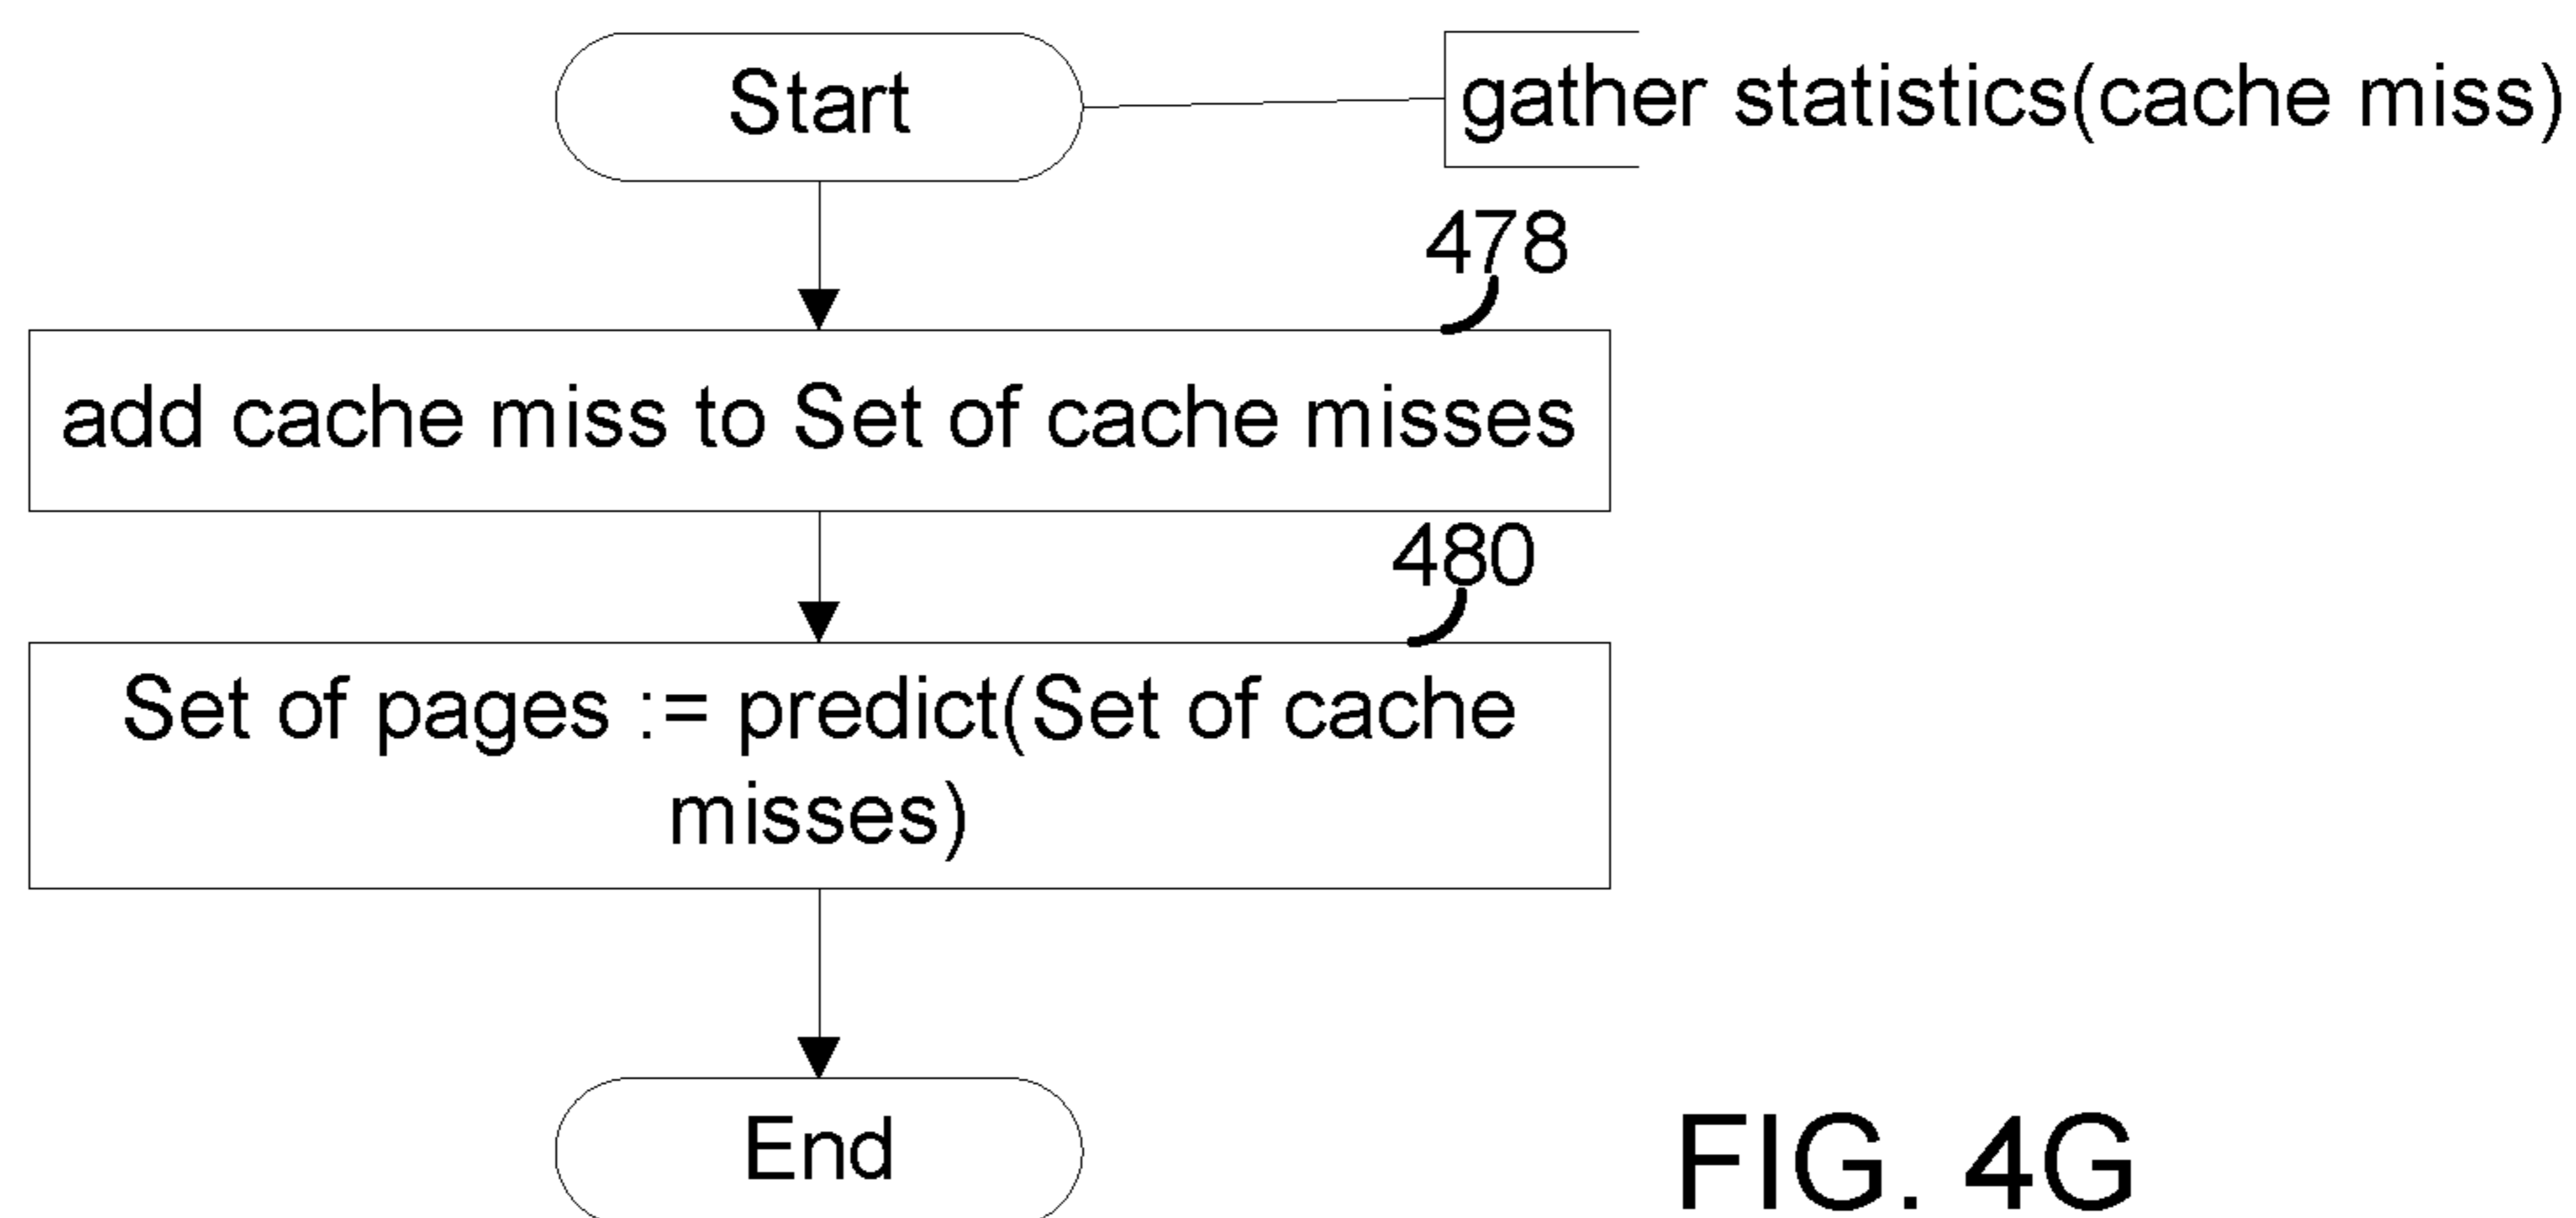 Start
gather statistics(cache miss)
478
add cache miss to Set of cache misses
480
Set of pages := predict(Set of cache
misses)
End
FIG. 4G